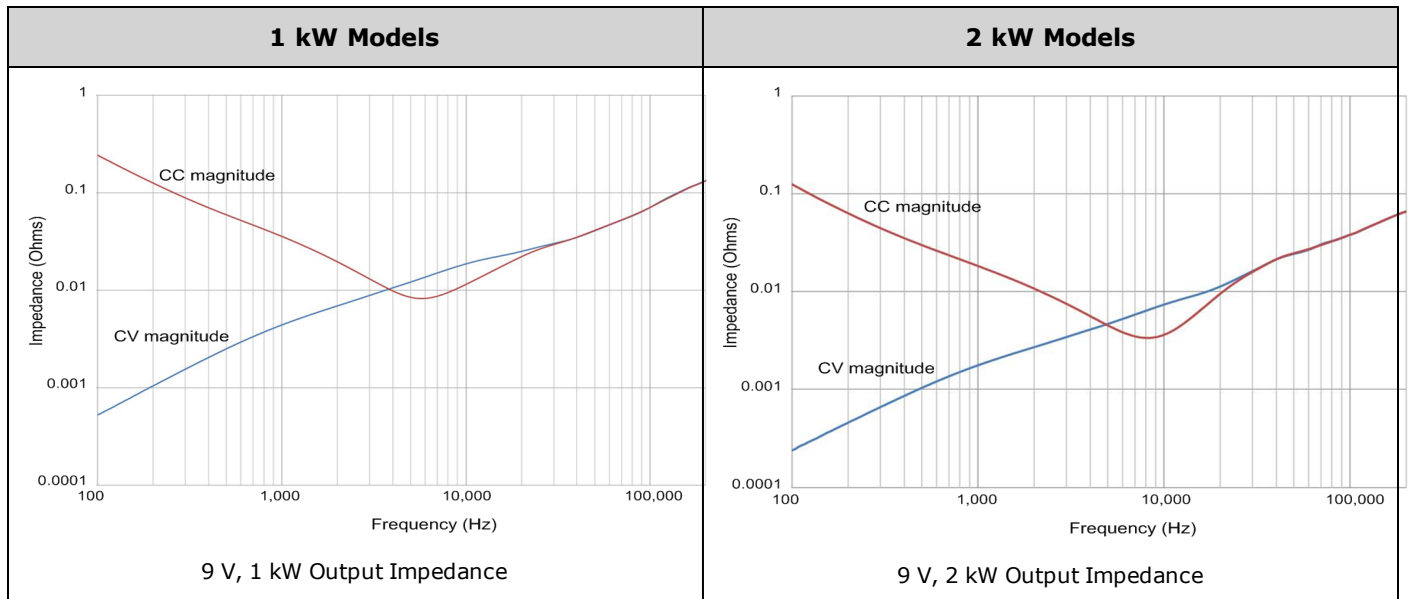 1 kW Models
1
0.1
0.01
0.001
0.0001
Impedance (Ohms)
CC magnitude
CV magnitude
100
1,000
10,000
100,000
Frequency (Hz)
9 V, 1 kW Output Impedance
2 kW Models
1
0.1
0.01
0.001
0.0001
Impedance (Ohms)
CC magnitude
CV magnitude
100
1,000
10,000
100,000
Frequency (Hz)
9 V, 2 kW Output Impedance